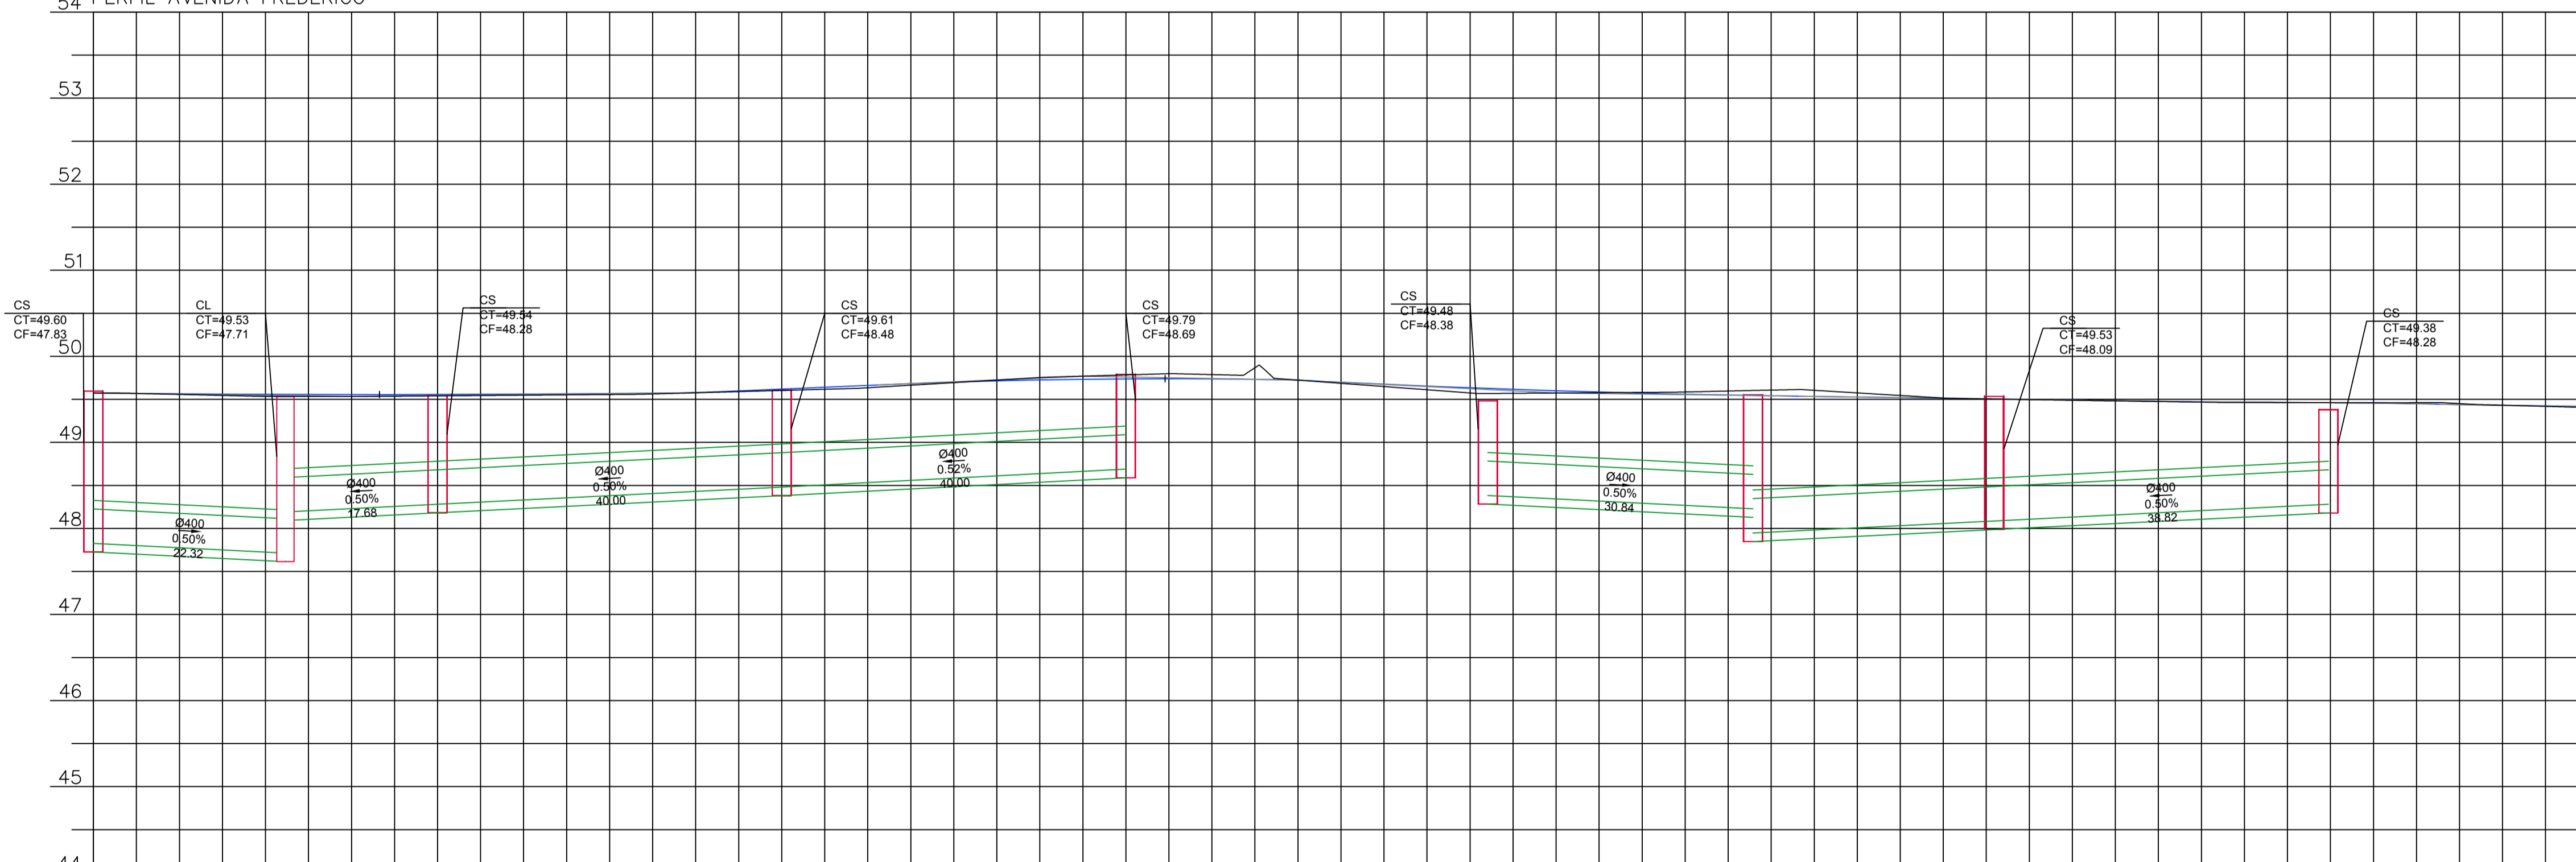 54 PERFIL AVENIDA FREDERICO
53
52
51
50
49
48
47
46
45
44
CS
CT=49.60
CF=47.83
CL
CT=49.53
CF=47.71
CS
CT=49.54
CF=48.28
CS
CT=49.61
CF=48.48
CS
CT=49.79
CF=48.69
CS
CT=49.48
CF=48.38
CS
CT=49.53
CF=48.09
CS
CT=49.38
CF=48.28
Ø400
0.50%
22.32
Ø400
0.50%
17.68
Ø400
0.50%
40.00
Ø400
0.52%
40.00
Ø400
0.50%
30.84
Ø400
0.50%
38.82